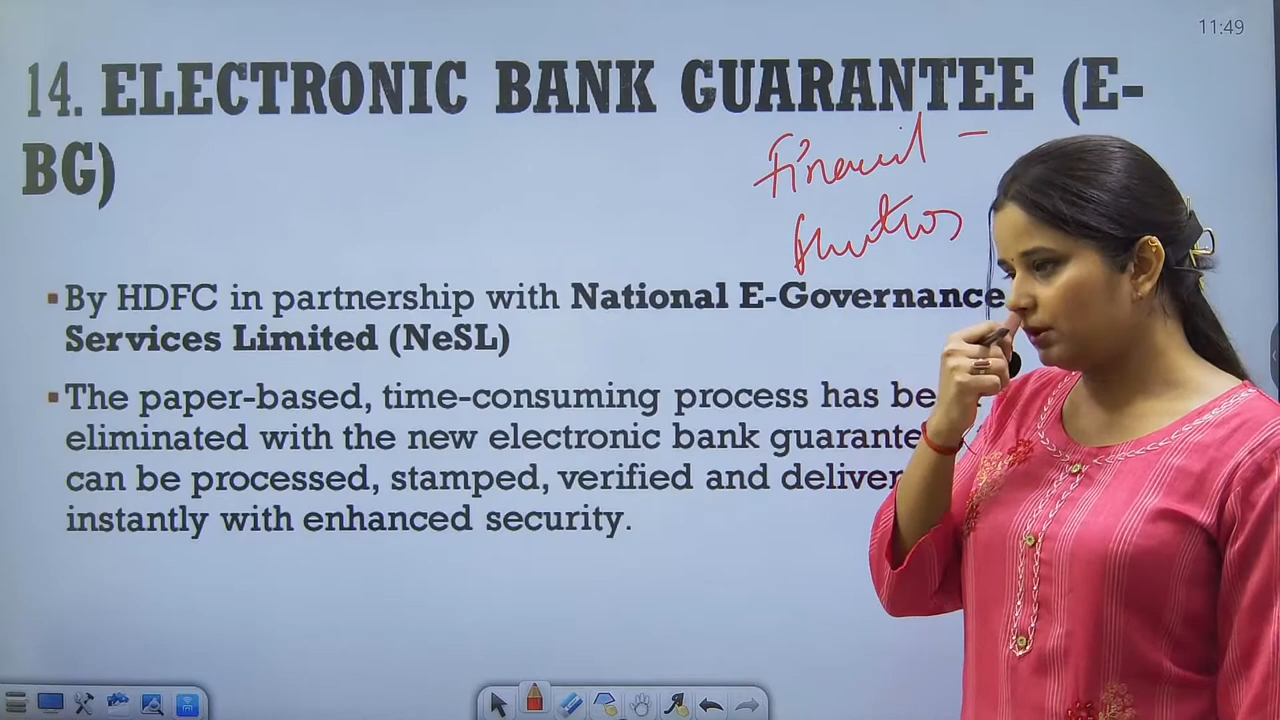 11:49
14. ELECTRONIC BANK GUARANTEE (E-
BG)
Financial -
By HDFC in partnership with National E-Governance
Services Limited (NeSL)
The paper-based, time-consuming process has be
eliminated with the new electronic bank guarante
can be processed, stamped, verified and deliver
instantly with enhanced security.